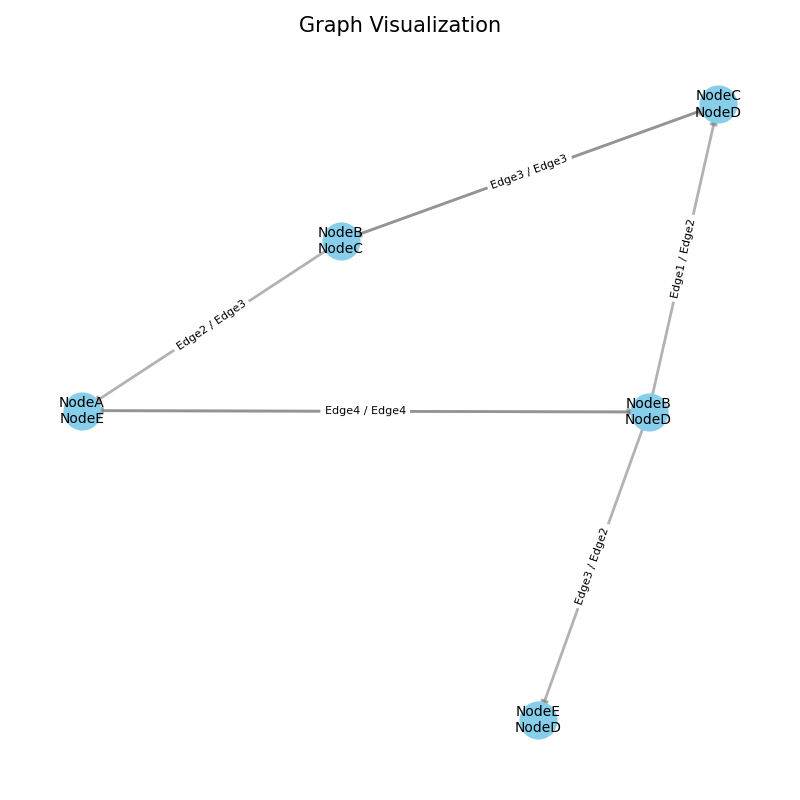 Graph Visualization
NodeC
NodeD
Edge3 / Edge3
NodeB
NodeC
Edge1 / Edge2
Edge2 / Edge3
NodeA
NodeE
Edge4 / Edge4
NodeB
NodeD
Edge3 / Edge2
NodeE
NodeD